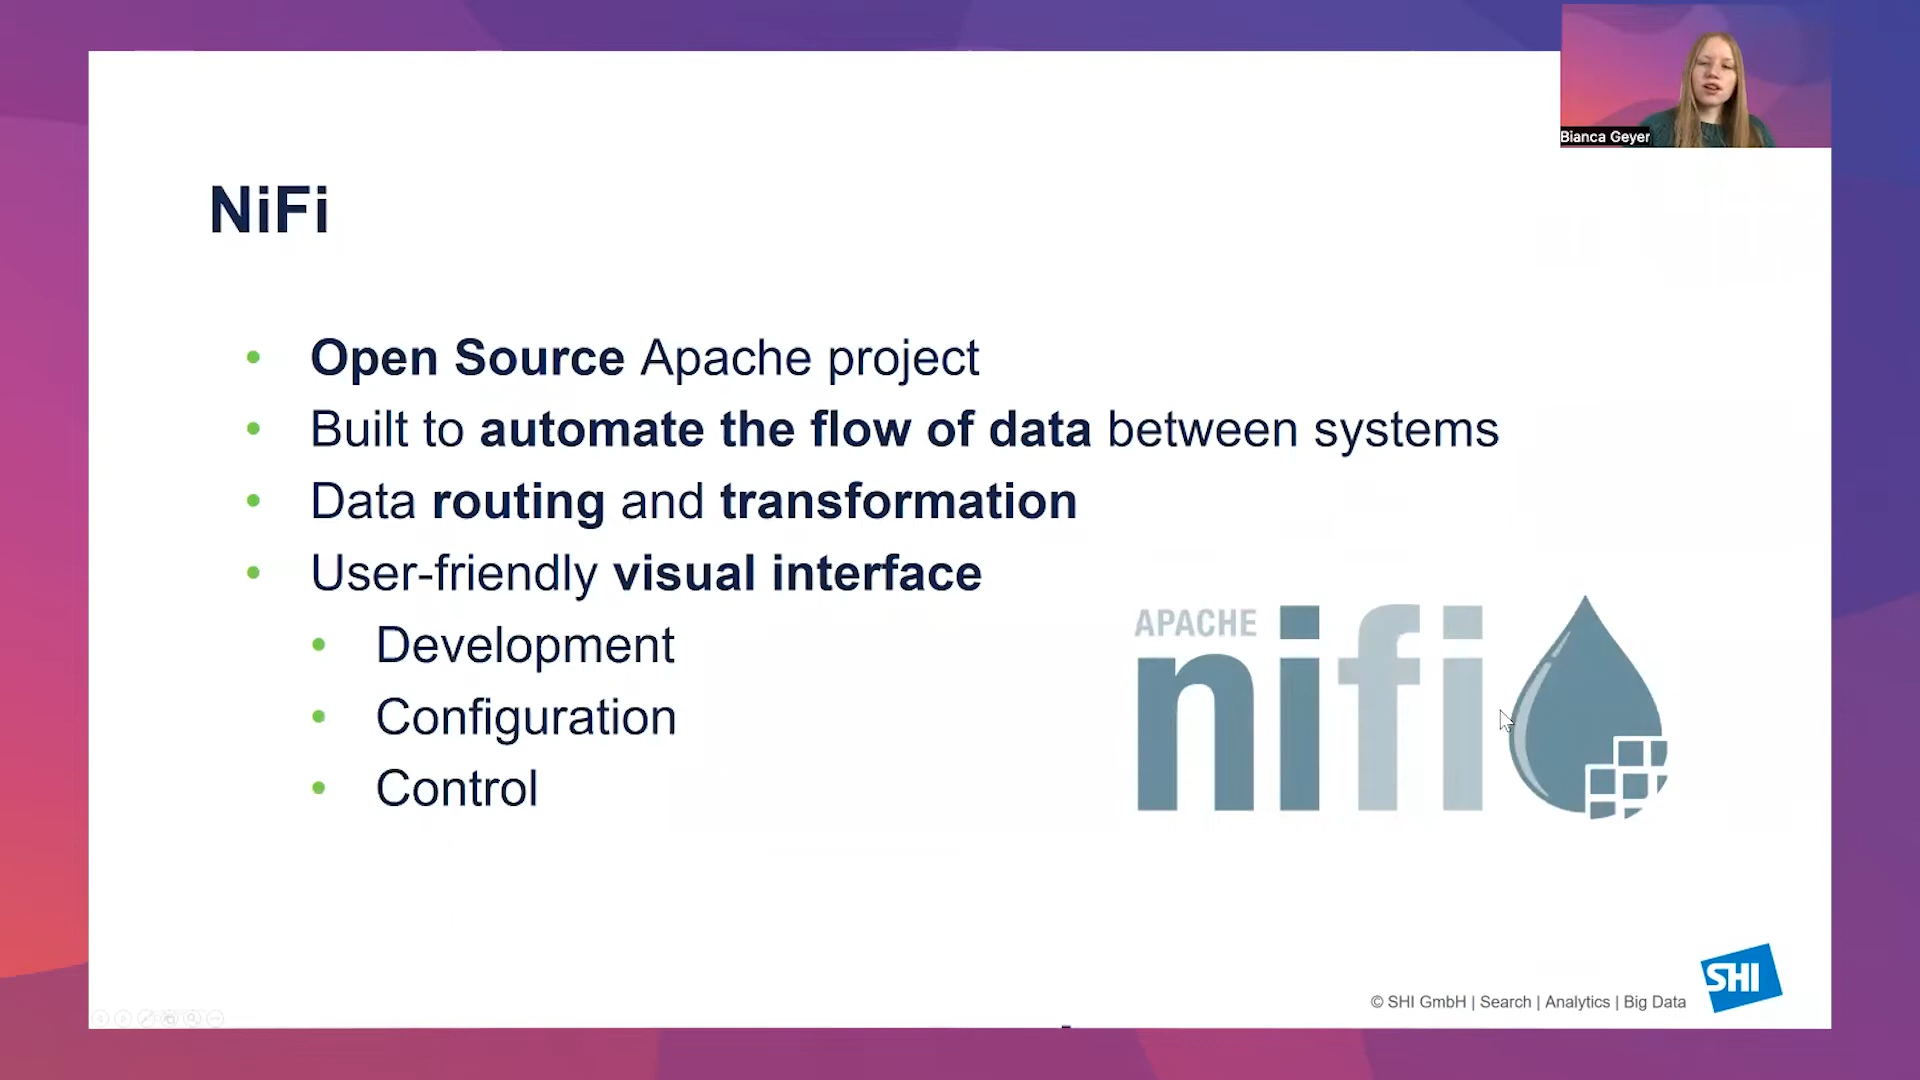 Bianca Geyer
NiFi
• Open Source Apache project
• Built to automate the flow of data between systems
• Data routing and transformation
• User-friendly visual interface
• Development
• Configuration
• Control
APACHE
nifi
SHI
© SHI GmbH | Search | Analytics | Big Data